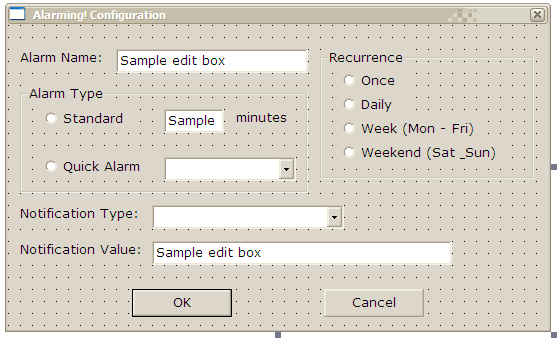 Alarming! Configuration
Alarm Name:
Sample edit box
Recurrence
Once
Daily
Week (Mon - Fri)
Weekend (Sat _Sun)
Alarm Type
Standard
Sample
minutes
Quick Alarm
Notification Type:
Notification Value:
Sample edit box
OK
Cancel